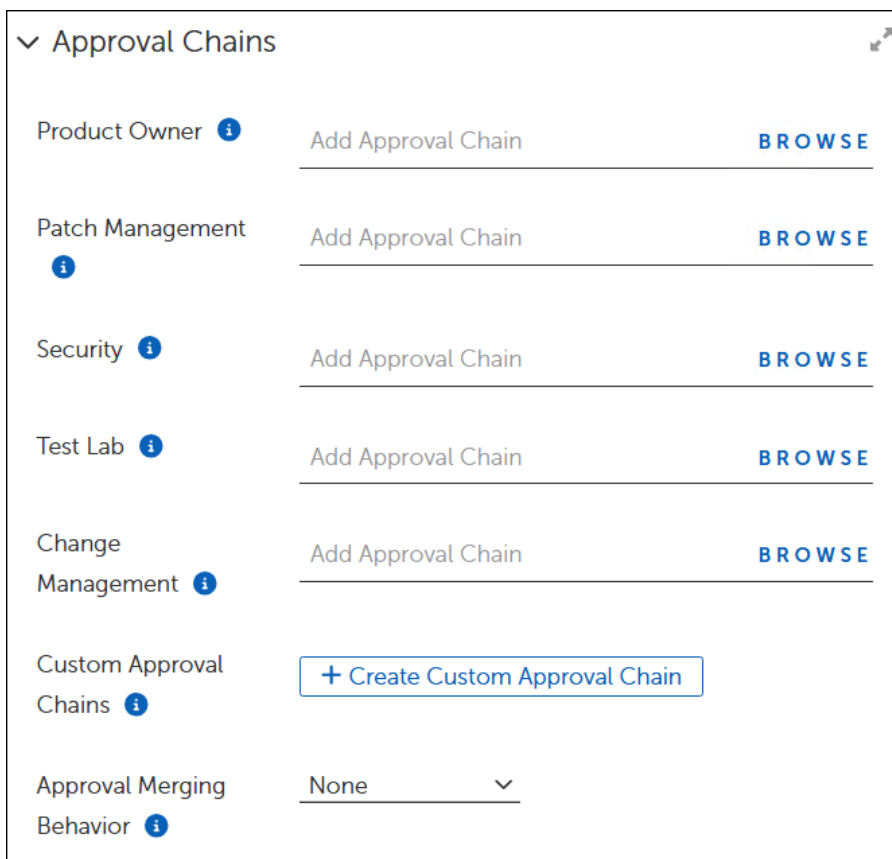 Approval Chains
Product Owner
Add Approval Chain BROWSE
Patch Management
Add Approval Chain BROWSE
Security
Add Approval Chain BROWSE
Test Lab
Add Approval Chain BROWSE
Change
Management
Add Approval Chain BROWSE
Custom Approval
Chains
+ Create Custom Approval Chain
Approval Merging
Behavior
None